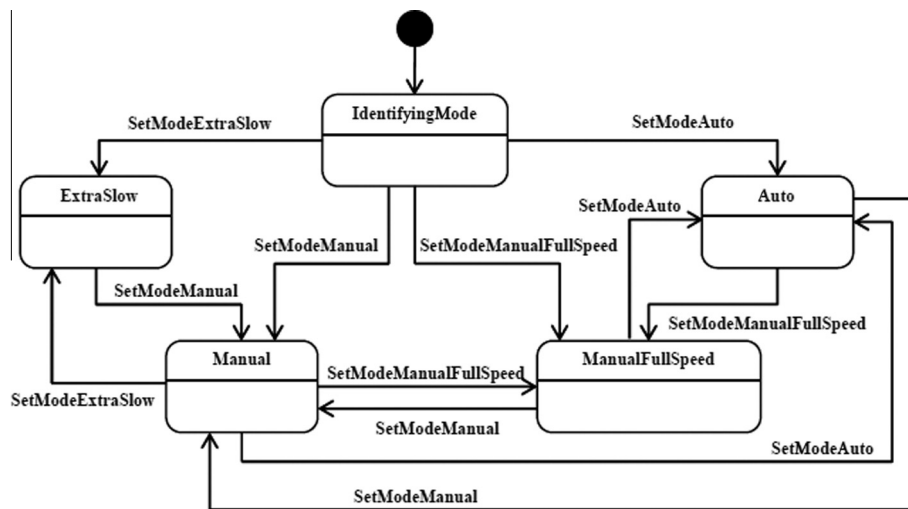 IdentifyingMode
SetModeExtraSlow
SetModeAuto
ExtraSlow
Auto
SetModeAuto
SetModeManual
SetModeManualFullSpeed
SetModeManual
SetModeManualFullSpeed
Manual
ManualFullSpeed
SetModeManualFullSpeed
SetModeExtraSlow
SetModeManual
SetModeAuto
SetModeManual